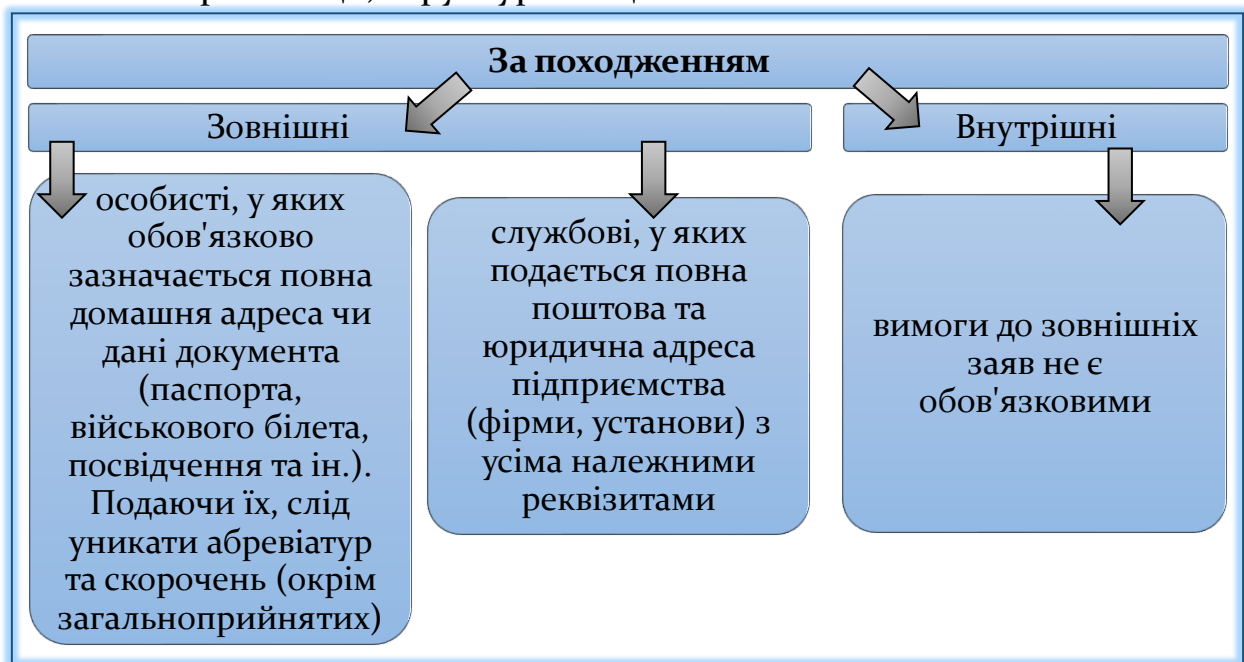 За походженням
Зовнішні
Внутрішні
особисті, у яких
обов'язково
зазначається повна
домашня адреса чи
дані документа
(паспорта,
військового білета,
посвідчення та ін.).
Подаючи їх, слід
уникати абревіатур
та скорочень (окрім
загальноприйнятих)
службові, у яких
подається повна
поштова та
юридична адреса
підприємства
(фірми, установи) з
усіма належними
реквізитами
вимоги до зовнішніх
заяв не є
обов'язковими